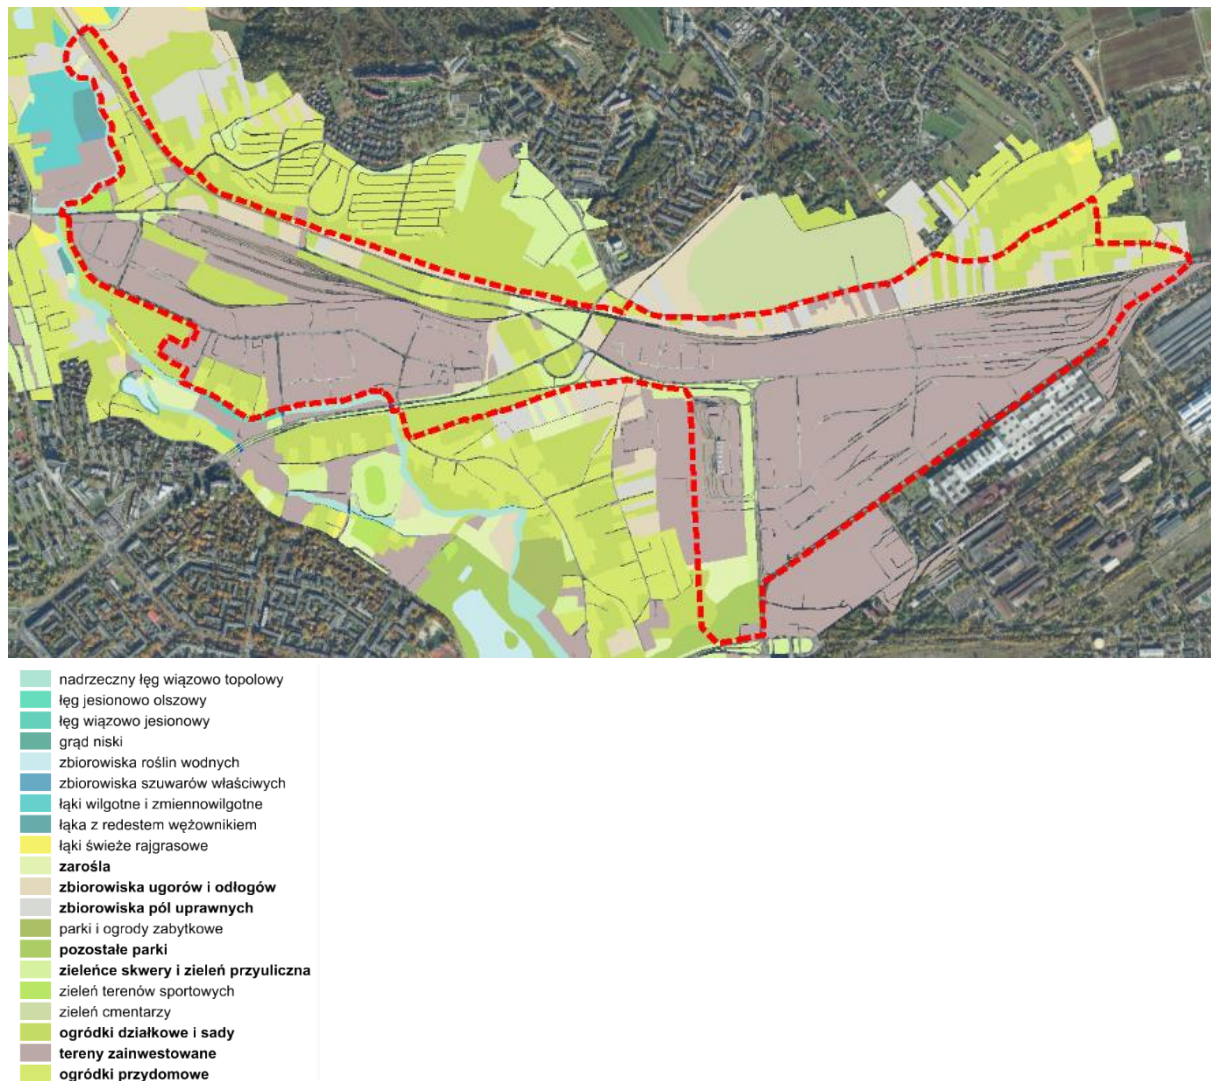 nadrzeczny łęg wiązowo topolowy
łęg jesionowo olszowy
łęg wiązowo jesionowy
grąd niski
zbiorowiska roślin wodnych
zbiorowiska szuwarów właściwych
łąki wilgotne i zmiennowilgotne
łąka z redestem wężownikiem
łąki świeże rajgrasowe
zarośla
zbiorowiska ugorów i odłogów
zbiorowiska pól uprawnych
parki i ogrody zabytkowe
pozostałe parki
zieleńce skwery i zieleń przyuliczna
zieleń terenów sportowych
zieleń cmentarzy
ogródki działkowe i sady
tereny zainwestowane
ogródki przydomowe